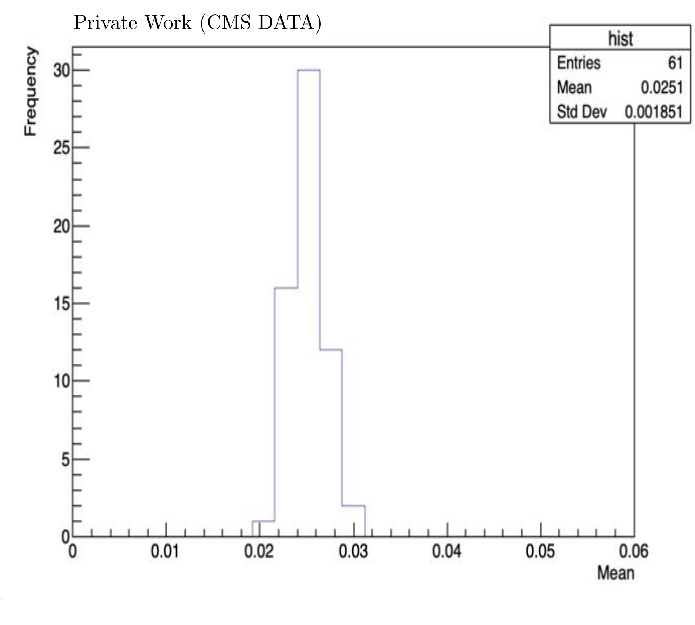 Private Work (CMS DATA)
hist
Entries 61
Mean 0.0251
Std Dev 0.001851
Frequency
30
25
20
15
10
5
0
0 0.01 0.02 0.03 0.04 0.05 0.06
Mean